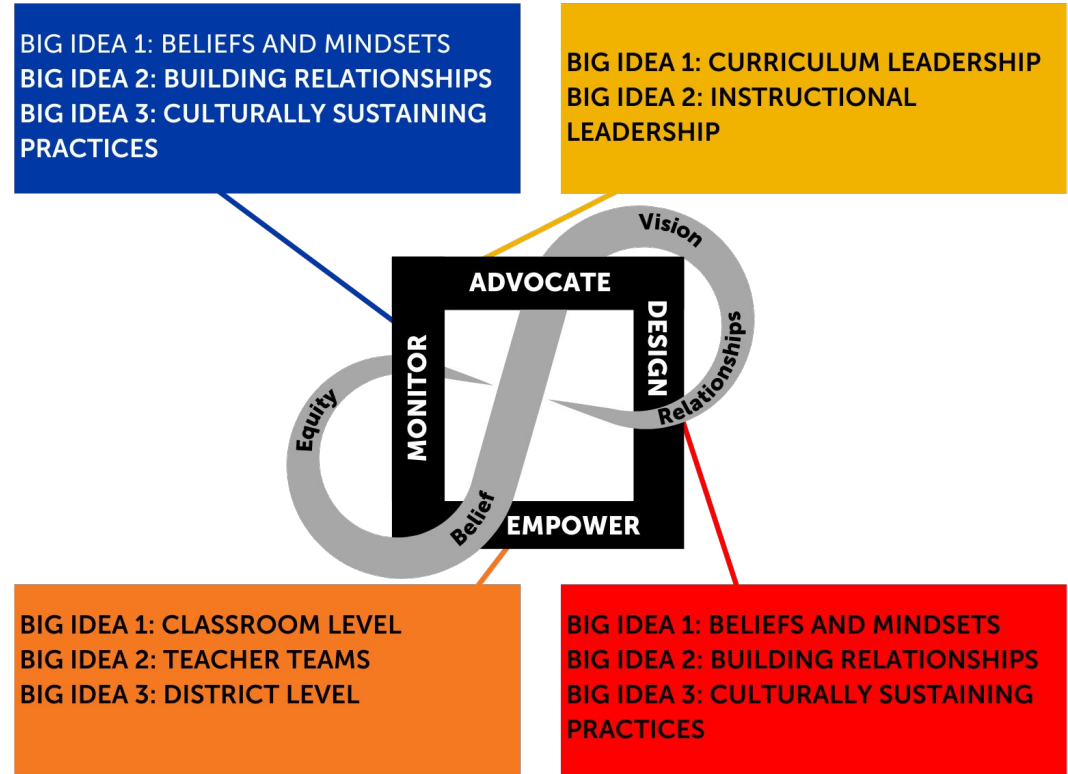 BIG IDEA 1: BELIEFS AND MINDSETS
BIG IDEA 2: BUILDING RELATIONSHIPS
BIG IDEA 3: CULTURALLY SUSTAINING
PRACTICES
BIG IDEA 1: CURRICULUM LEADERSHIP
BIG IDEA 2: INSTRUCTIONAL
LEADERSHIP
Vision
ADVOCATE
DESIGN
Relationships
MONITOR
Equity
Belief
EMPOWER
BIG IDEA 1: CLASSROOM LEVEL
BIG IDEA 2: TEACHER TEAMS
BIG IDEA 3: DISTRICT LEVEL
BIG IDEA 1: BELIEFS AND MINDSETS
BIG IDEA 2: BUILDING RELATIONSHIPS
BIG IDEA 3: CULTURALLY SUSTAINING
PRACTICES